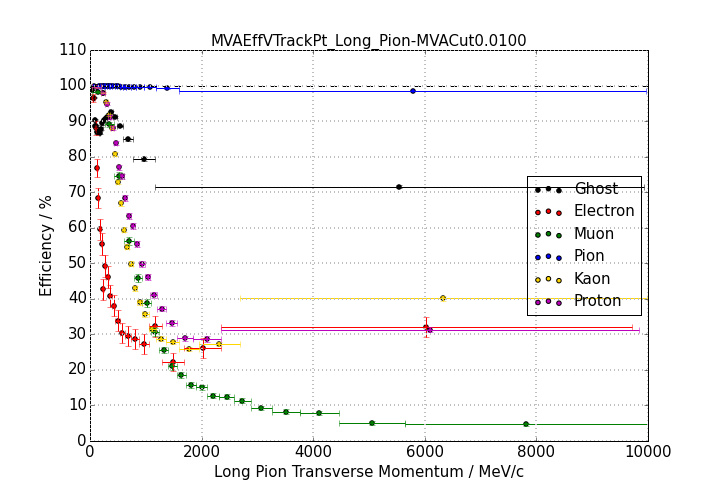 MVAEffVTrackPt_Long_Pion-MVACut0.0100
110
100
90
80
70
60
50
40
30
20
10
0
Efficiency / %
Ghost
Electron
Muon
Pion
Kaon
Proton
0 2000 4000 6000 8000 10000
Long Pion Transverse Momentum / MeV/c